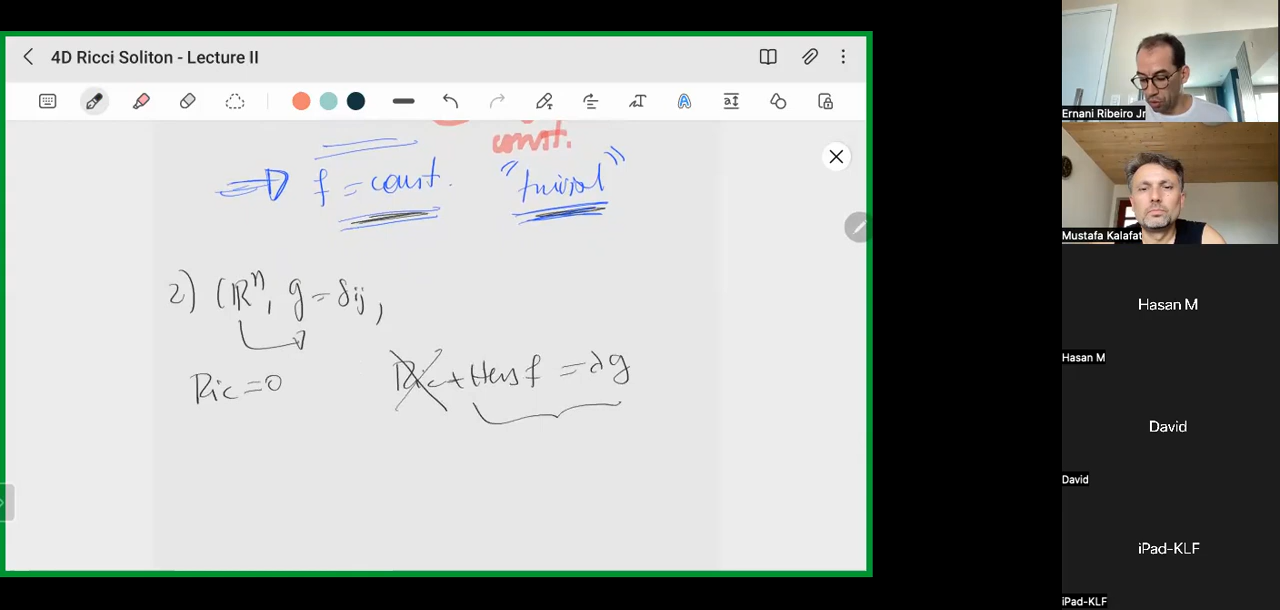 4D Ricci Soliton - Lecture II
const.
⇒ f = const. "trivial"
2) (ℝⁿ, g = δij,
Ric = 0
Ric + Hess f = λg
Ernani Ribeiro Jr
Mustafa Kalafat
Hasan M
Hasan M
David
David
iPad-KLF
iPad-KLF